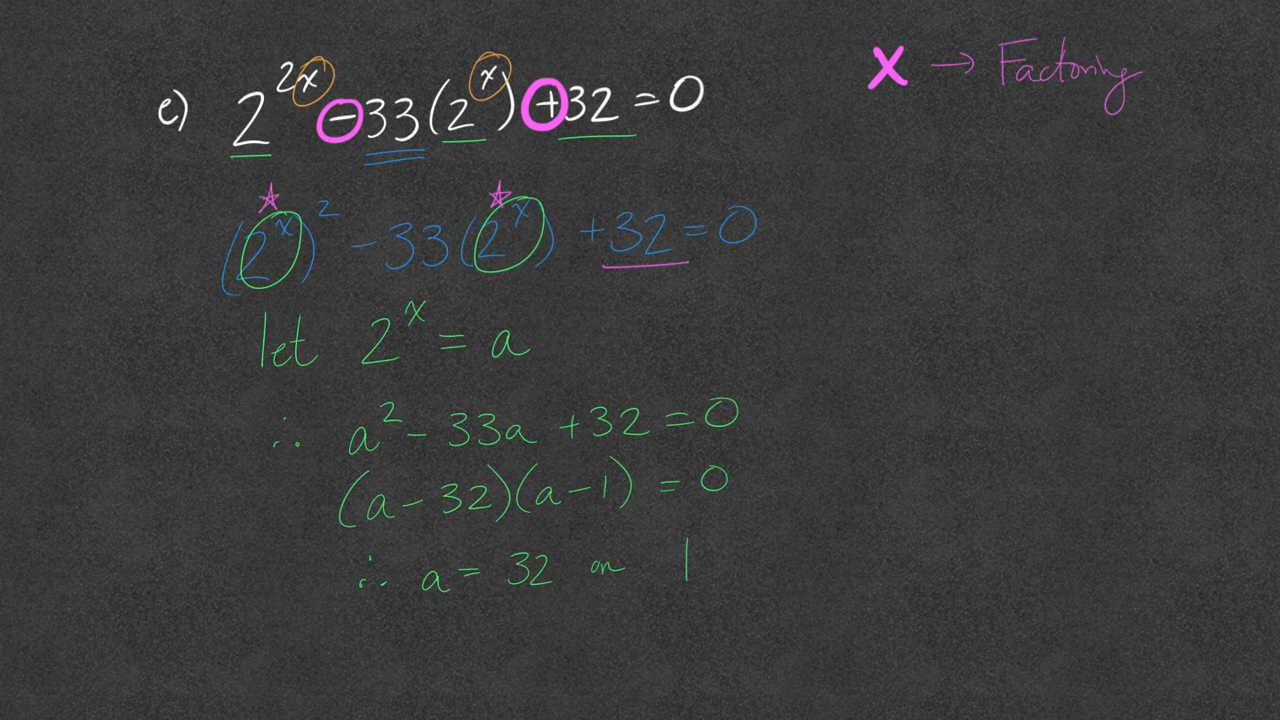 e) 2^{2x} - 33(2^x) + 32 = 0
x → Factoring
(2^x)^2 - 33(2^x) + 32 = 0
let 2^x = a
∴ a^2 - 33a + 32 = 0
(a - 32)(a - 1) = 0
∴ a = 32 or 1